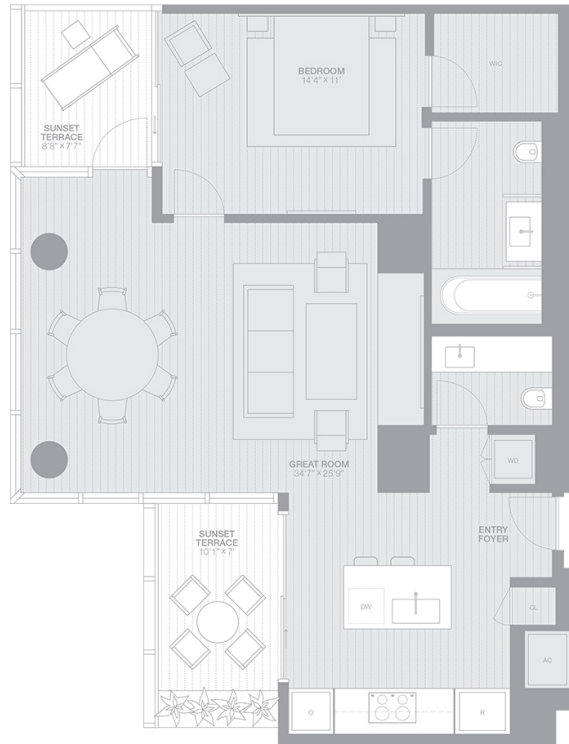 BEDROOM
14'4" X 11'
WIC
SUNSET
TERRACE
8'8" X 7'7"
GREAT ROOM
34'7" X 25'9"
WD
SUNSET
TERRACE
10'1" X 7'
ENTRY
FOYER
DW
CL
AC
O
R